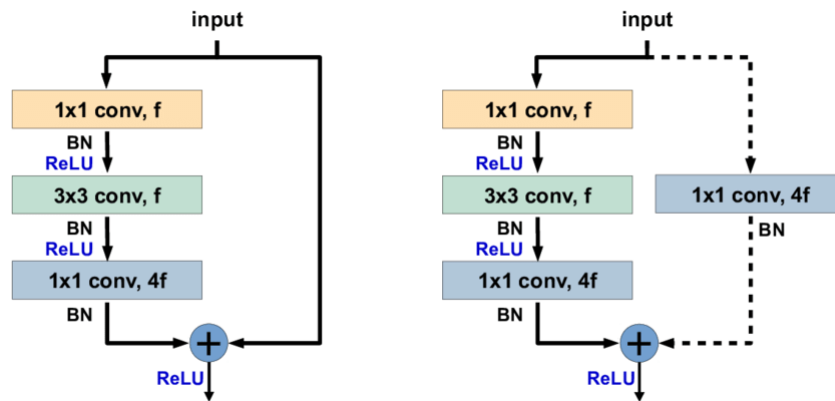 input
1x1 conv, f
BN
ReLU
3x3 conv, f
BN
ReLU
1x1 conv, 4f
BN
+
ReLU
input
1x1 conv, f
BN
ReLU
3x3 conv, f
BN
ReLU
1x1 conv, 4f
BN
1x1 conv, 4f
BN
+
ReLU